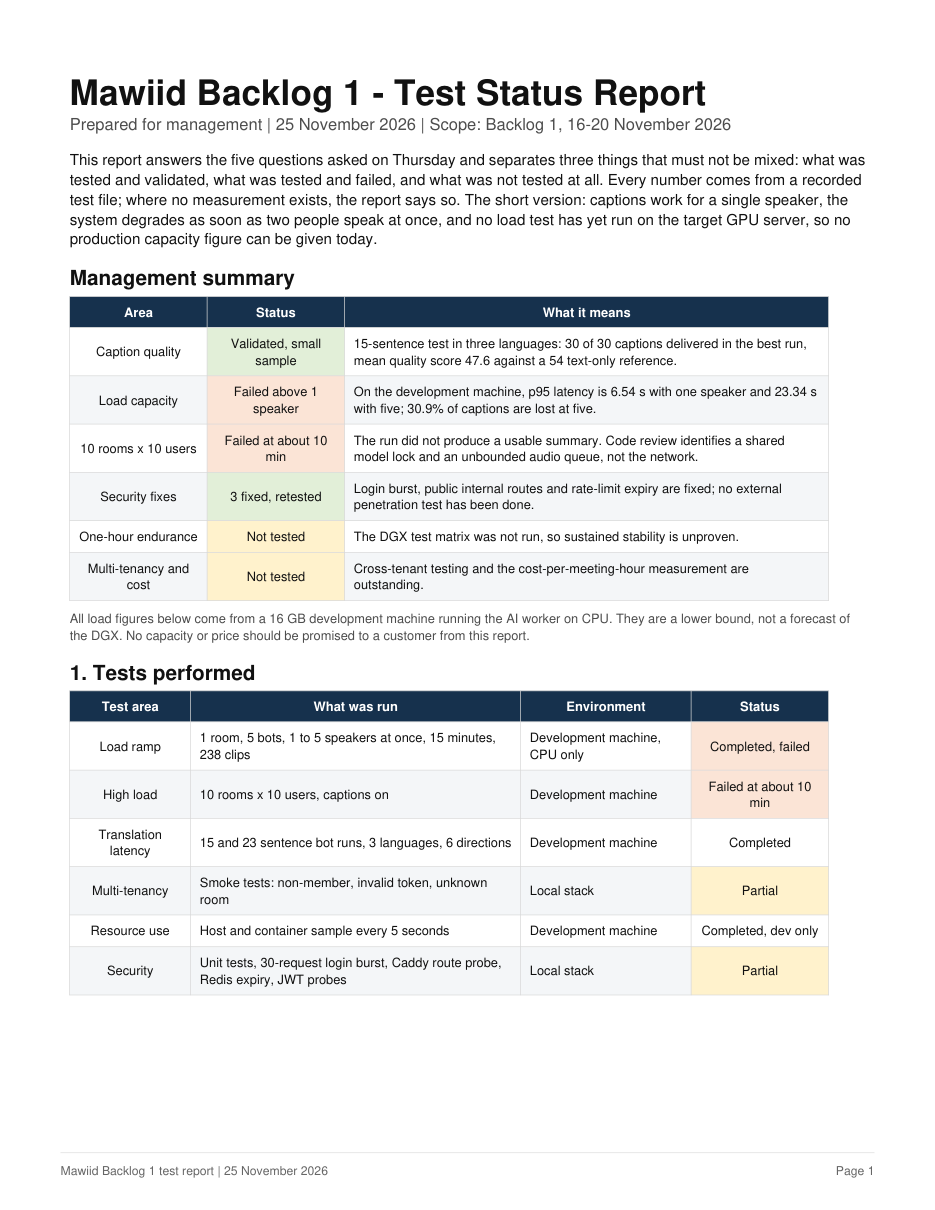 Mawiid Backlog 1 - Test Status Report
Prepared for management | 25 November 2026 | Scope: Backlog 1, 16-20 November 2026
This report answers the five questions asked on Thursday and separates three things that must not be mixed: what was
tested and validated, what was tested and failed, and what was not tested at all. Every number comes from a recorded
test file; where no measurement exists, the report says so. The short version: captions work for a single speaker, the
system degrades as soon as two people speak at once, and no load test has yet run on the target GPU server, so no
production capacity figure can be given today.
Management summary
Area Status What it means
Caption quality
Validated, small
sample
15-sentence test in three languages: 30 of 30 captions delivered in the best run,
mean quality score 47.6 against a 54 text-only reference.
Load capacity
Failed above 1
speaker
On the development machine, p95 latency is 6.54 s with one speaker and 23.34 s
with five; 30.9% of captions are lost at five.
10 rooms x 10 users
Failed at about 10
min
The run did not produce a usable summary. Code review identifies a shared
model lock and an unbounded audio queue, not the network.
Security fixes
3 fixed, retested
Login burst, public internal routes and rate-limit expiry are fixed; no external
penetration test has been done.
One-hour endurance
Not tested
The DGX test matrix was not run, so sustained stability is unproven.
Multi-tenancy and
cost
Not tested
Cross-tenant testing and the cost-per-meeting-hour measurement are
outstanding.
All load figures below come from a 16 GB development machine running the AI worker on CPU. They are a lower bound, not a forecast of
the DGX. No capacity or price should be promised to a customer from this report.
1. Tests performed
Test area What was run Environment Status
Load ramp
1 room, 5 bots, 1 to 5 speakers at once, 15 minutes,
238 clips
Development machine,
CPU only
Completed, failed
High load
10 rooms x 10 users, captions on
Development machine
Failed at about 10
min
Translation
latency
15 and 23 sentence bot runs, 3 languages, 6 directions
Development machine
Completed
Multi-tenancy
Smoke tests: non-member, invalid token, unknown
room
Local stack
Partial
Resource use
Host and container sample every 5 seconds
Development machine
Completed, dev only
Security
Unit tests, 30-request login burst, Caddy route probe,
Redis expiry, JWT probes
Local stack
Partial
Mawiid Backlog 1 test report | 25 November 2026
Page 1